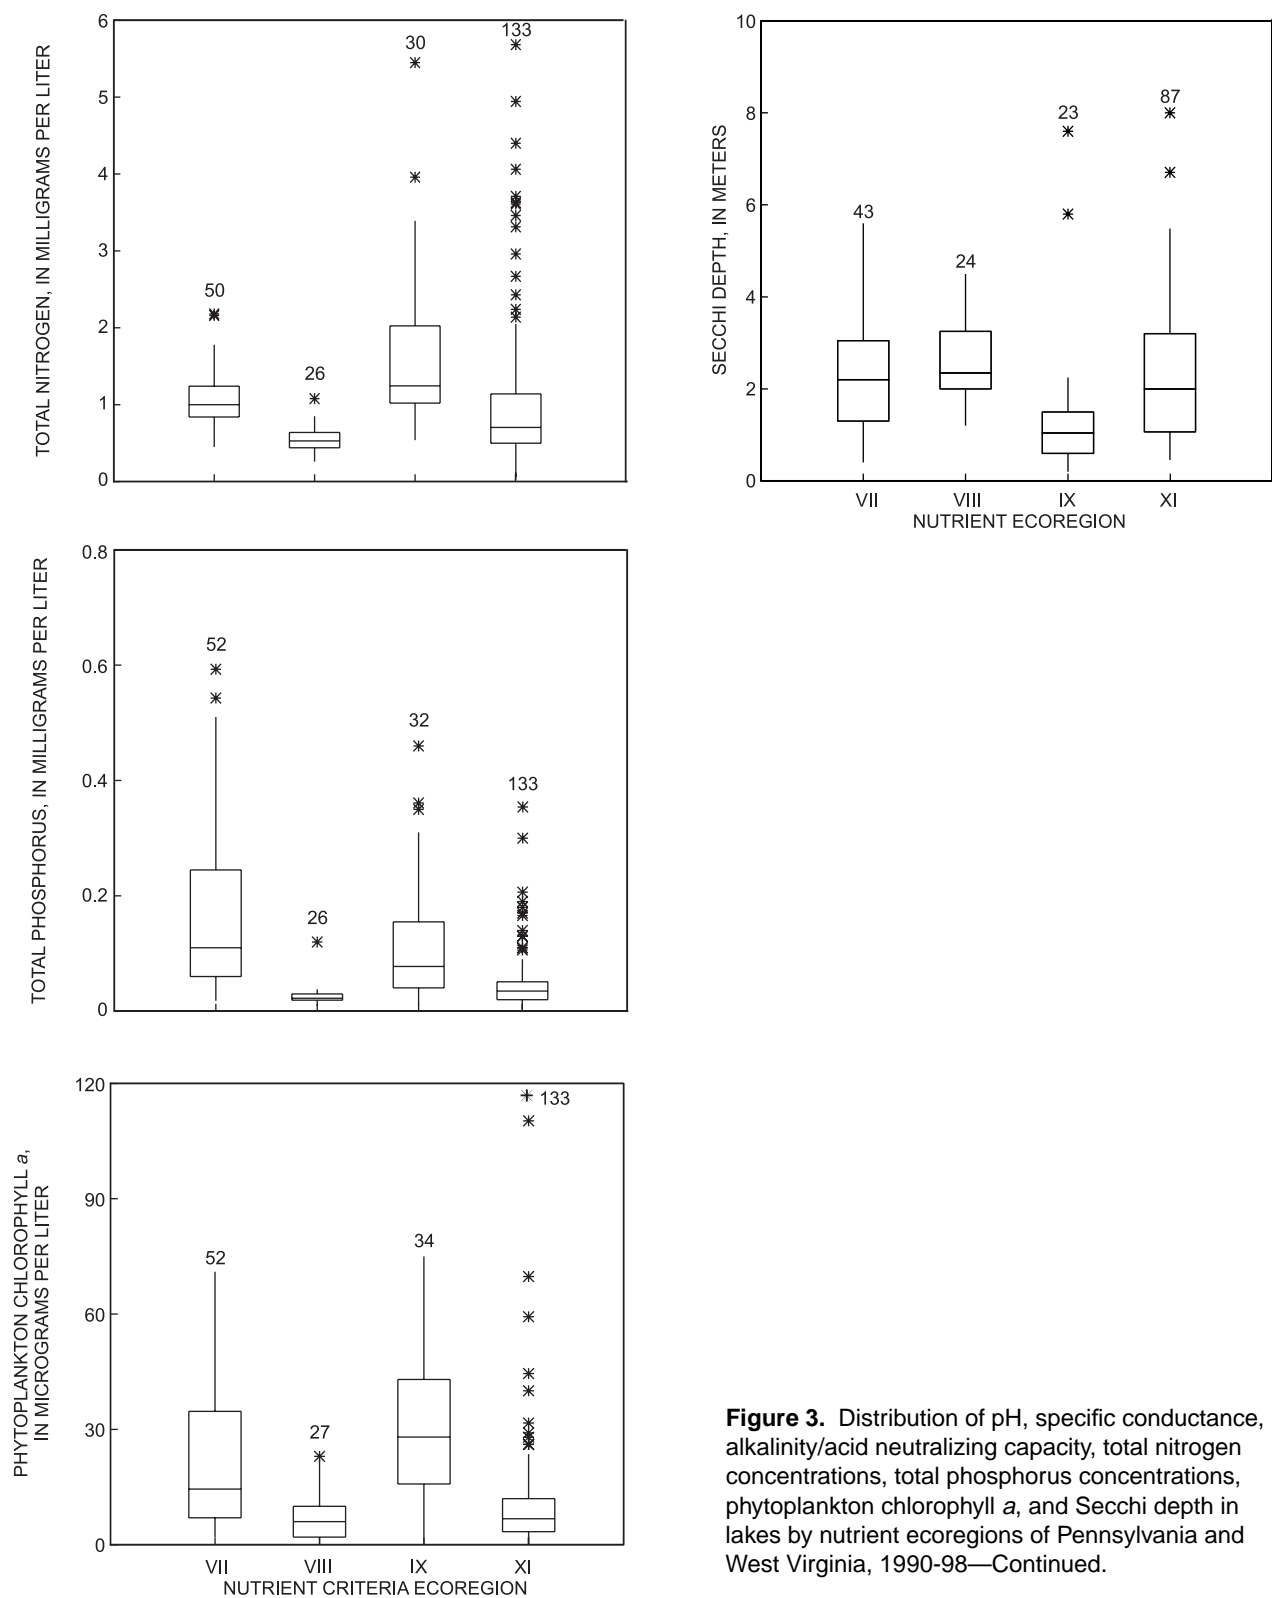 TOTAL NITROGEN, IN MILLIGRAMS PER LITER
6
5
4
3
2
1
0
50
26
30
133
SECCHI DEPTH, IN METERS
10
8
6
4
2
0
43
24
23
87
VII VIII IX XI
NUTRIENT ECOREGION
TOTAL PHOSPHORUS, IN MILLIGRAMS PER LITER
0.8
0.6
0.4
0.2
0
52
26
32
133
PHYTOPLANKTON CHLOROPHYLL a,
IN MICROGRAMS PER LITER
120
90
60
30
0
52
27
34
133
VII VIII IX XI
NUTRIENT CRITERIA ECOREGION
Figure 3. Distribution of pH, specific conductance,
alkalinity/acid neutralizing capacity, total nitrogen
concentrations, total phosphorus concentrations,
phytoplankton chlorophyll a, and Secchi depth in
lakes by nutrient ecoregions of Pennsylvania and
West Virginia, 1990-98—Continued.